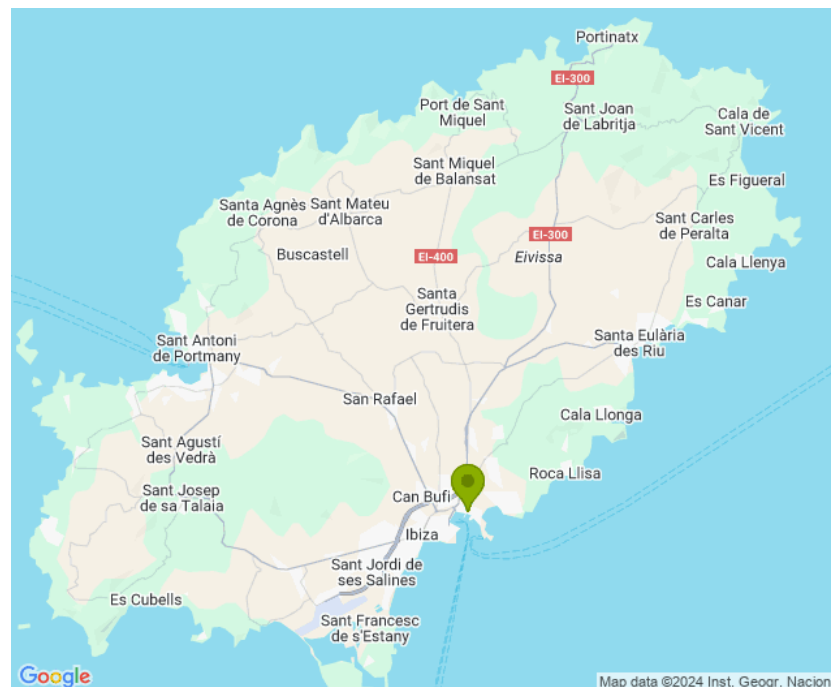 Portinatx
EI-300
Port de Sant
Miquel
Sant Joan
de Labritja
Cala de
Sant Vicent
Sant Miquel
de Balansat
Es Figueral
Santa Agnès
de Corona
Sant Mateu
d'Albarca
Sant Carles
de Peralta
EI-300
Buscastell
EI-400
Eivissa
Cala Llenya
Santa
Gertrudis
de Fruitera
Es Canar
Sant Antoni
de Portmany
Santa Eulària
des Riu
San Rafael
Cala Llonga
Sant Agustí
des Vedrà
Roca Llisa
Sant Josep
de sa Talaia
Can Bufí
Ibiza
Sant Jordi de
ses Salines
Es Cubells
Sant Francesc
de s'Estany
Google
Map data ©2024 Inst. Geogr. Nacion